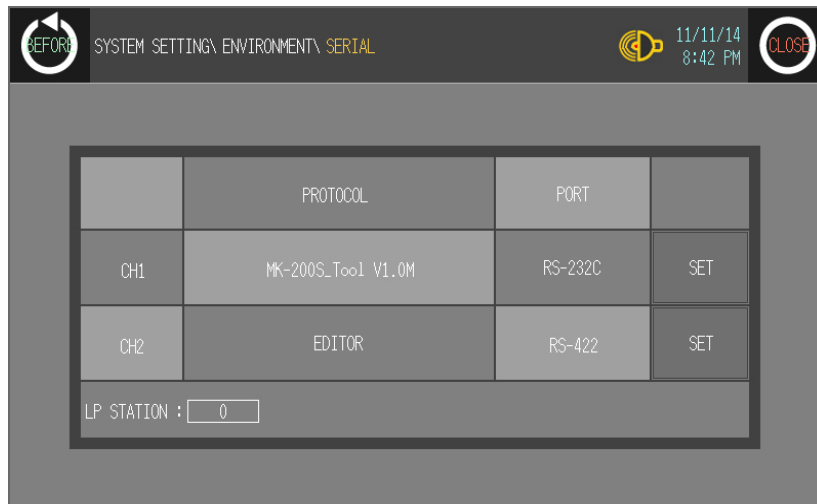 BEFORE
SYSTEM SETTING\ ENVIRONMENT\ SERIAL
11/11/14
8:42 PM
CLOSE
PROTOCOL PORT
CH1 MK-200S_Tool V1.0M RS-232C SET
CH2 EDITOR RS-422 SET
LP STATION : 0